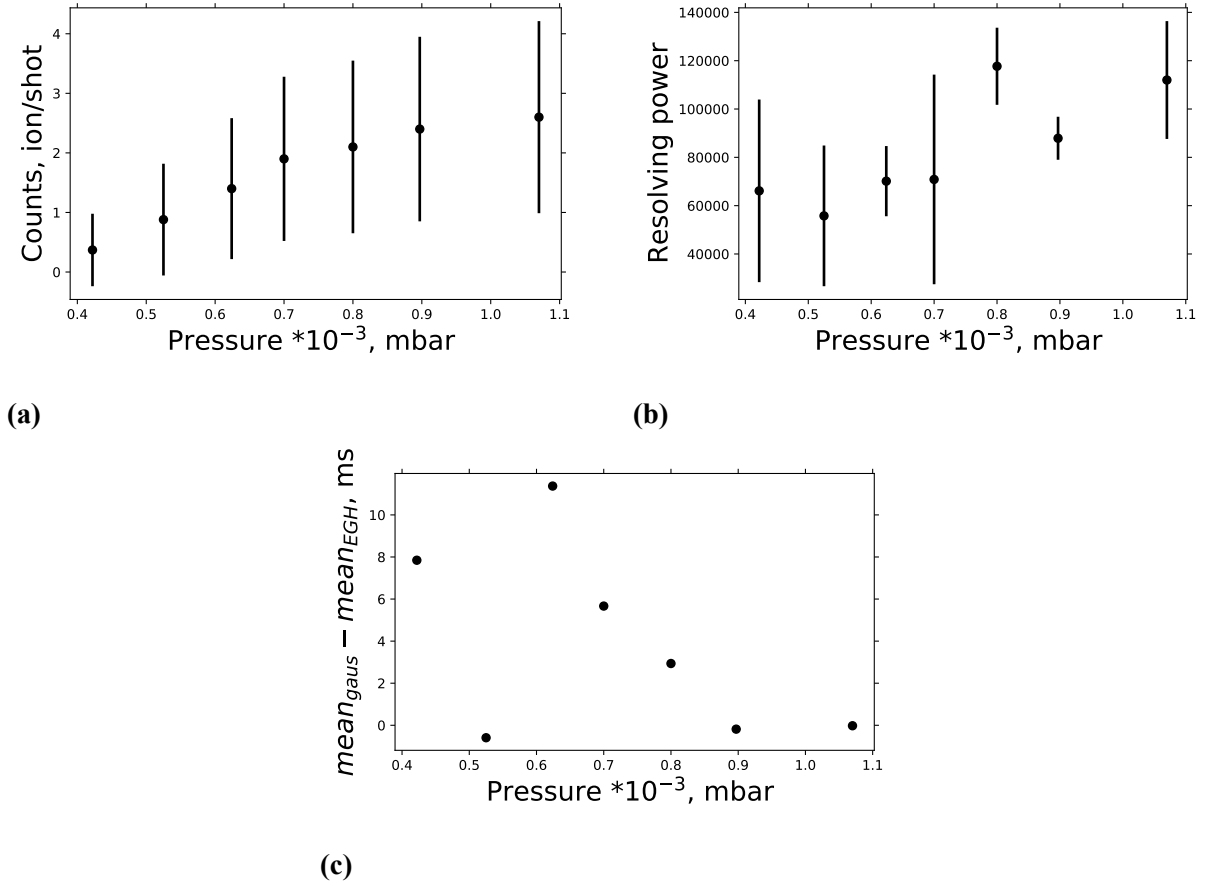 4
3
2
1
0
Counts, ion/shot
0.4 0.5 0.6 0.7 0.8 0.9 1.0 1.1
Pressure *10⁻³, mbar
(a)
140000
120000
100000
80000
60000
40000
Resolving power
0.4 0.5 0.6 0.7 0.8 0.9 1.0 1.1
Pressure *10⁻³, mbar
(b)
10
8
6
4
2
0
mean_gaus − mean_EGH, ms
0.4 0.5 0.6 0.7 0.8 0.9 1.0 1.1
Pressure *10⁻³, mbar
(c)